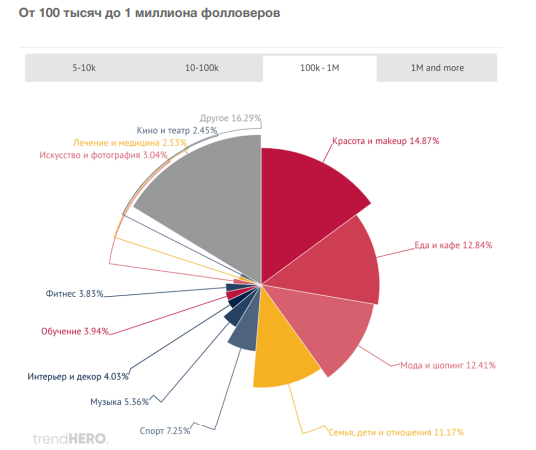 От 100 тысяч до 1 миллиона фолловеров
5-10k
10-100k
100k - 1M
1M and more
Другое 16.29%
Кино и театр 2.45%
Лечение и медицина 2.53%
Искусство и фотография 3.04%
Красота и makeup 14.87%
Еда и кафе 12.84%
Фитнес 3.83%
Обучение 3.94%
Мода и шопинг 12.41%
Интерьер и декор 4.03%
Музыка 5.36%
Спорт 7.25%
Семья, дети и отношения 11.17%
trendHERO.